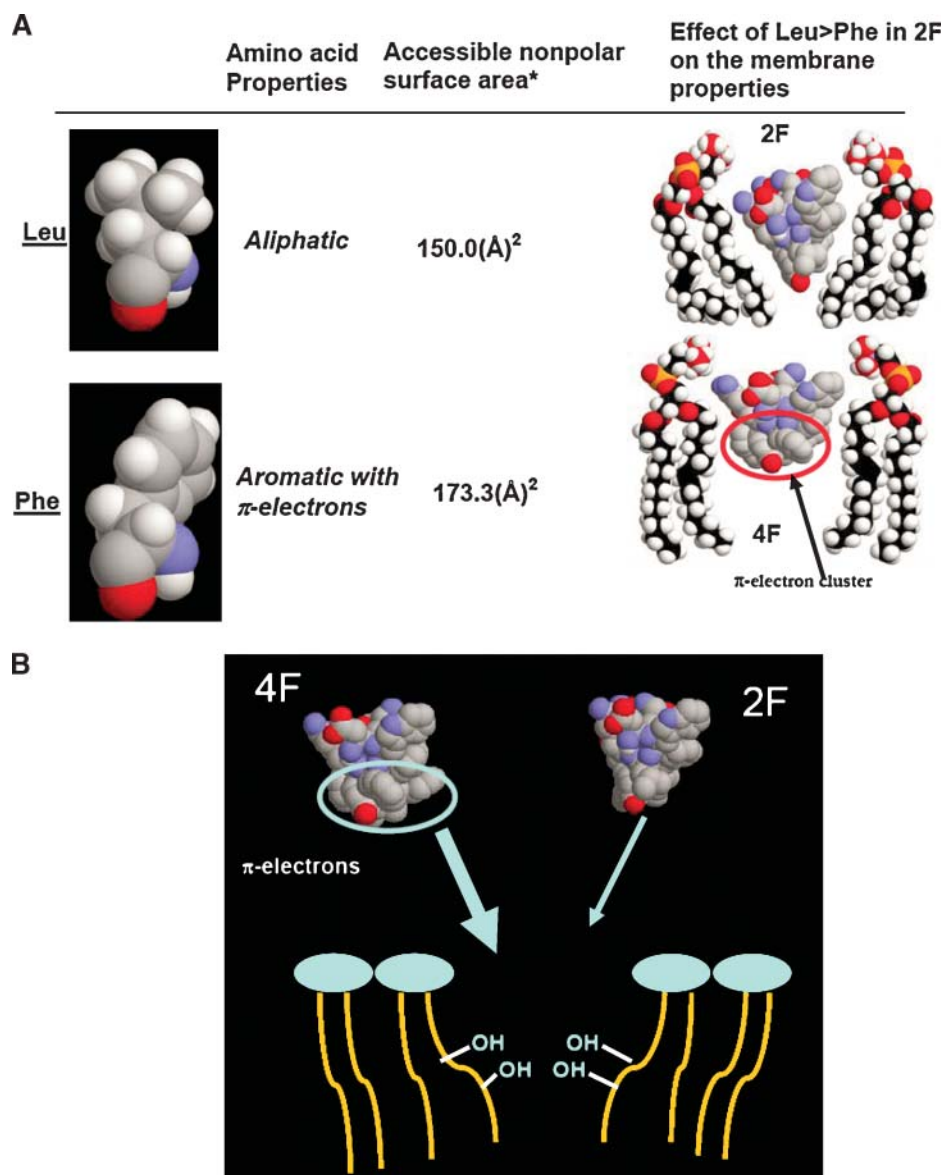 A
Amino acid
Properties
Accessible nonpolar
surface area*
Effect of Leu>Phe in 2F
on the membrane
properties
2F
Leu
Aliphatic
150.0(Å)²
Phe
Aromatic with
π-electrons
173.3(Å)²
4F
π-electron cluster
B
4F
2F
π-electrons
OH
OH
OH
OH